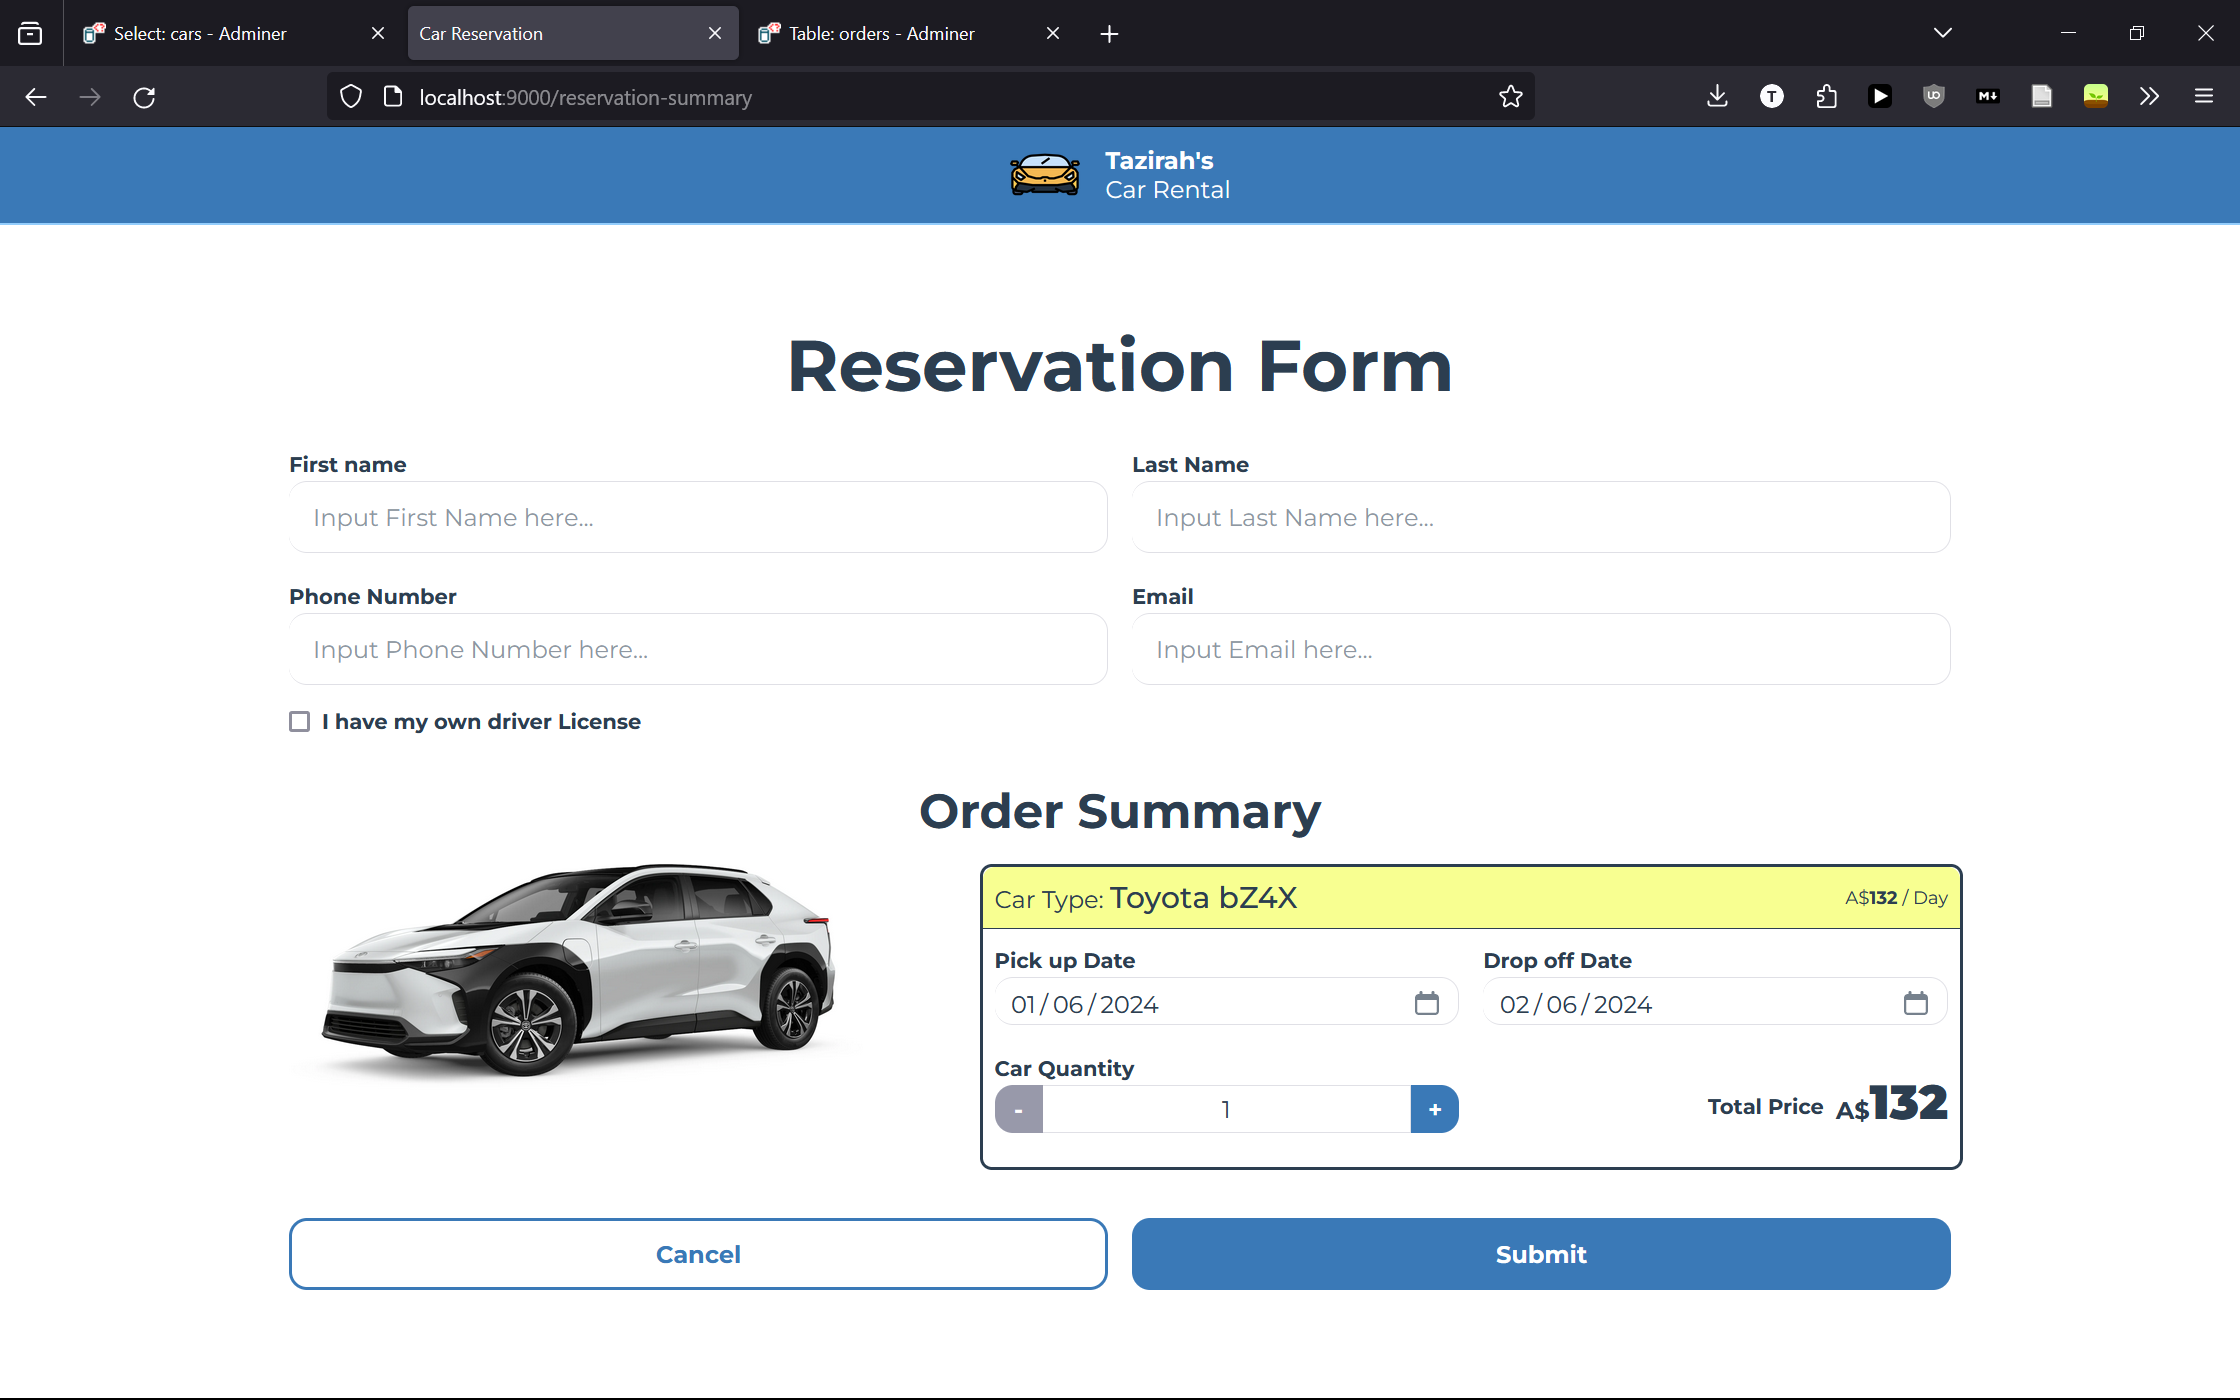 Select: cars - Adminer
Car Reservation
Table: orders - Adminer
localhost:9000/reservation-summary
T
UO
M
Tazirah's
Car Rental
Reservation Form
First name
Last Name
Input First Name here...
Input Last Name here...
Phone Number
Email
Input Phone Number here...
Input Email here...
I have my own driver License
Order Summary
Car Type: Toyota bZ4X
A$132 / Day
Pick up Date
Drop off Date
01 / 06 / 2024
02 / 06 / 2024
Car Quantity
- 1 +
Total Price A$132
Cancel
Submit